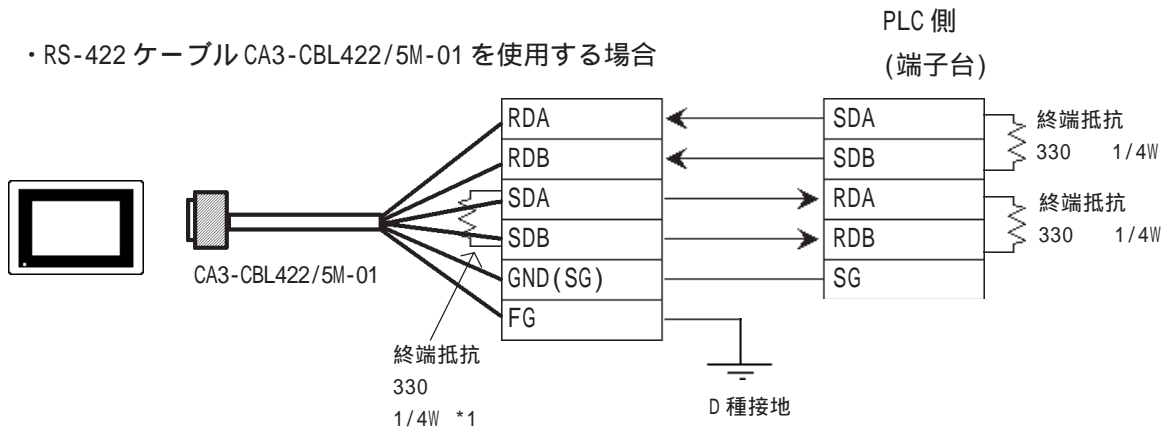 ・RS-422 ケーブル CA3-CBL422/5M-01 を使用する場合
PLC 側
(端子台)
CA3-CBL422/5M-01
RDA
RDB
SDA
SDB
GND(SG)
FG
終端抵抗
330
1/4W *1
D種接地
SDA
SDB
RDA
RDB
SG
終端抵抗
330 1/4W
終端抵抗
330 1/4W